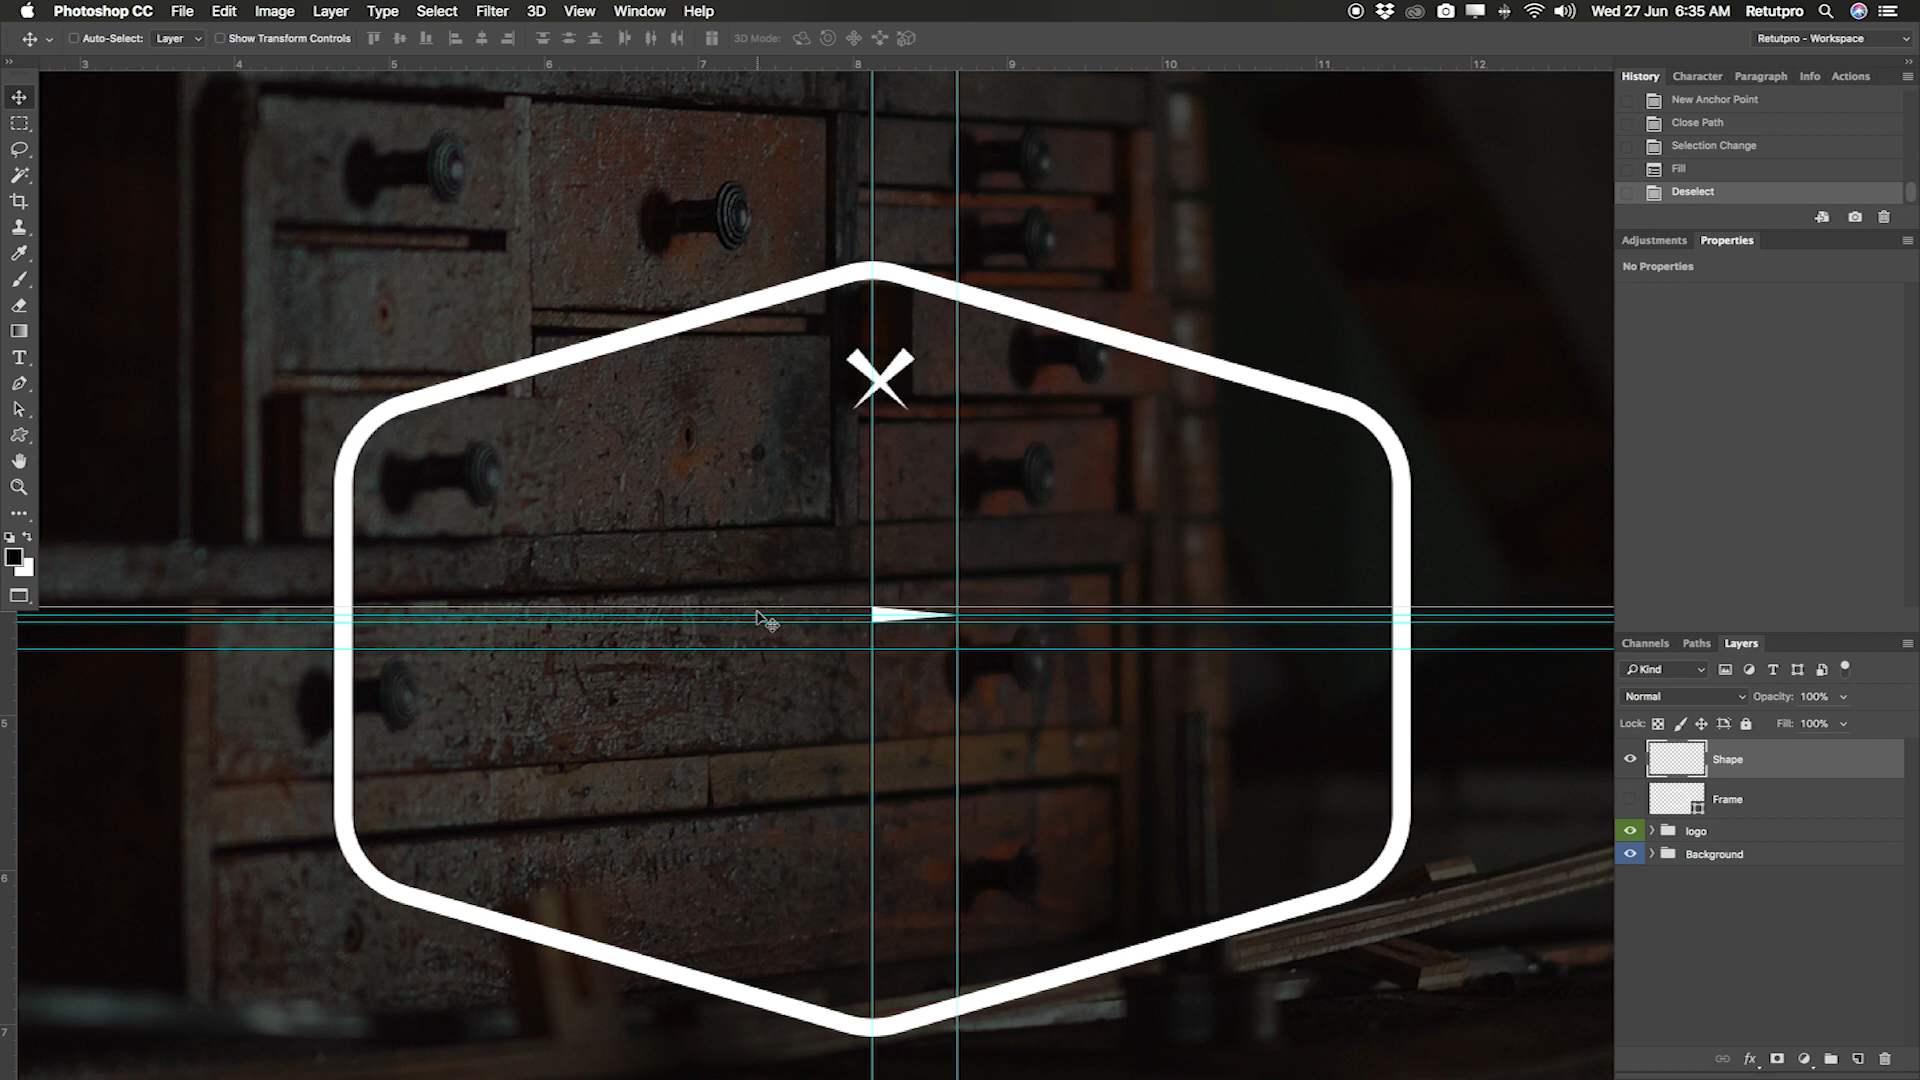 Photoshop CC File Edit Image Layer Type Select Filter 3D View Window Help Wed 27 Jun 6:35 AM Retutpro
Auto-Select: Layer Show Transform Controls 3D Mode: Retutpro - Workspace
3 4 5 6 7 8 9 10 11 12
History Character Paragraph Info Actions
New Anchor Point
Close Path
Selection Change
Fill
Deselect
Adjustments Properties
No Properties
Channels Paths Layers
Kind
Normal Opacity: 100%
Lock: Fill: 100%
Shape
Frame
logo
Background
5
6
7